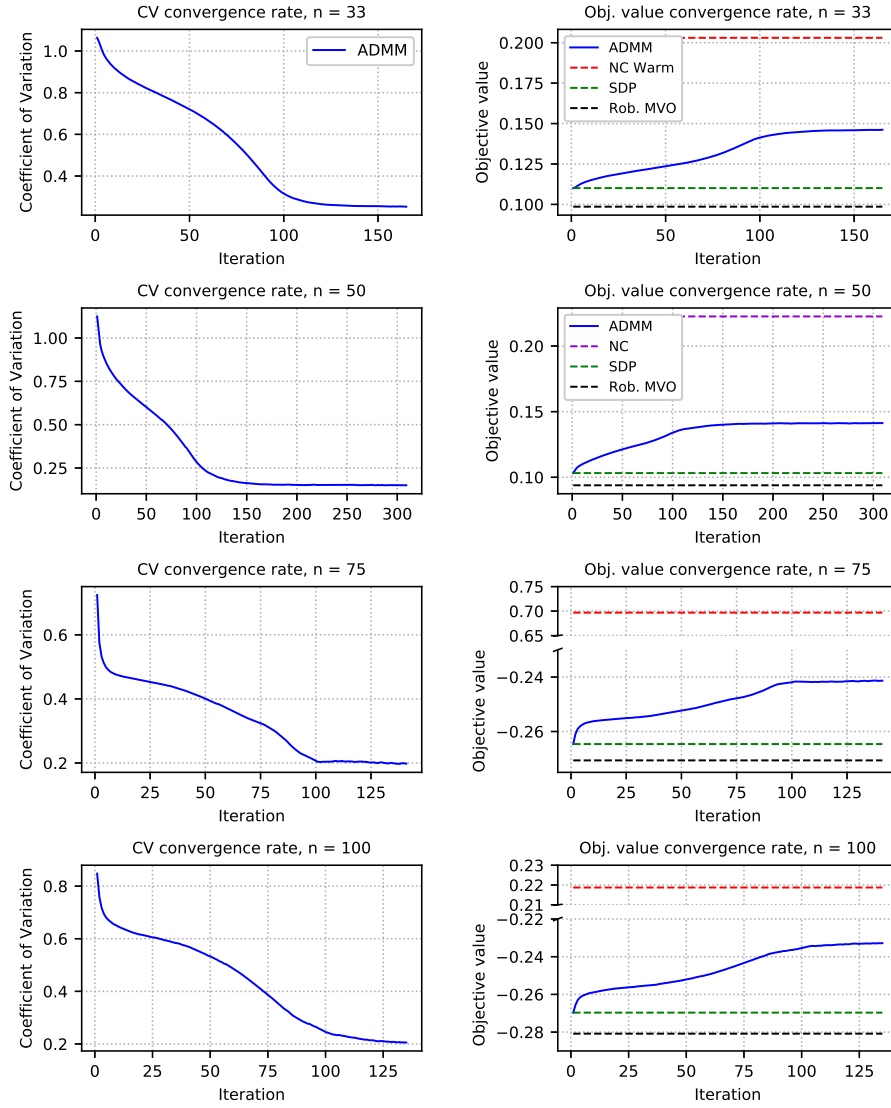 CV convergence rate, n = 33
Coefficient of Variation
1.0
0.8
0.6
0.4
ADMM
0
50
100
150
Iteration
Obj. value convergence rate, n = 33
Objective value
0.200
0.175
0.150
0.125
0.100
ADMM
NC Warm
SDP
Rob. MVO
0
50
100
150
Iteration
CV convergence rate, n = 50
Coefficient of Variation
1.00
0.75
0.50
0.25
0
50
100
150
200
250
300
Iteration
Obj. value convergence rate, n = 50
Objective value
0.20
0.15
0.10
ADMM
NC
SDP
Rob. MVO
0
50
100
150
200
250
300
Iteration
CV convergence rate, n = 75
Coefficient of Variation
0.6
0.4
0.2
0
25
50
75
100
125
Iteration
Obj. value convergence rate, n = 75
Objective value
0.75
0.70
0.65
−0.24
−0.26
0
25
50
75
100
125
Iteration
CV convergence rate, n = 100
Coefficient of Variation
0.8
0.6
0.4
0.2
0
25
50
75
100
125
Iteration
Obj. value convergence rate, n = 100
Objective value
0.23
0.22
0.21
−0.22
−0.24
−0.26
−0.28
0
25
50
75
100
125
Iteration